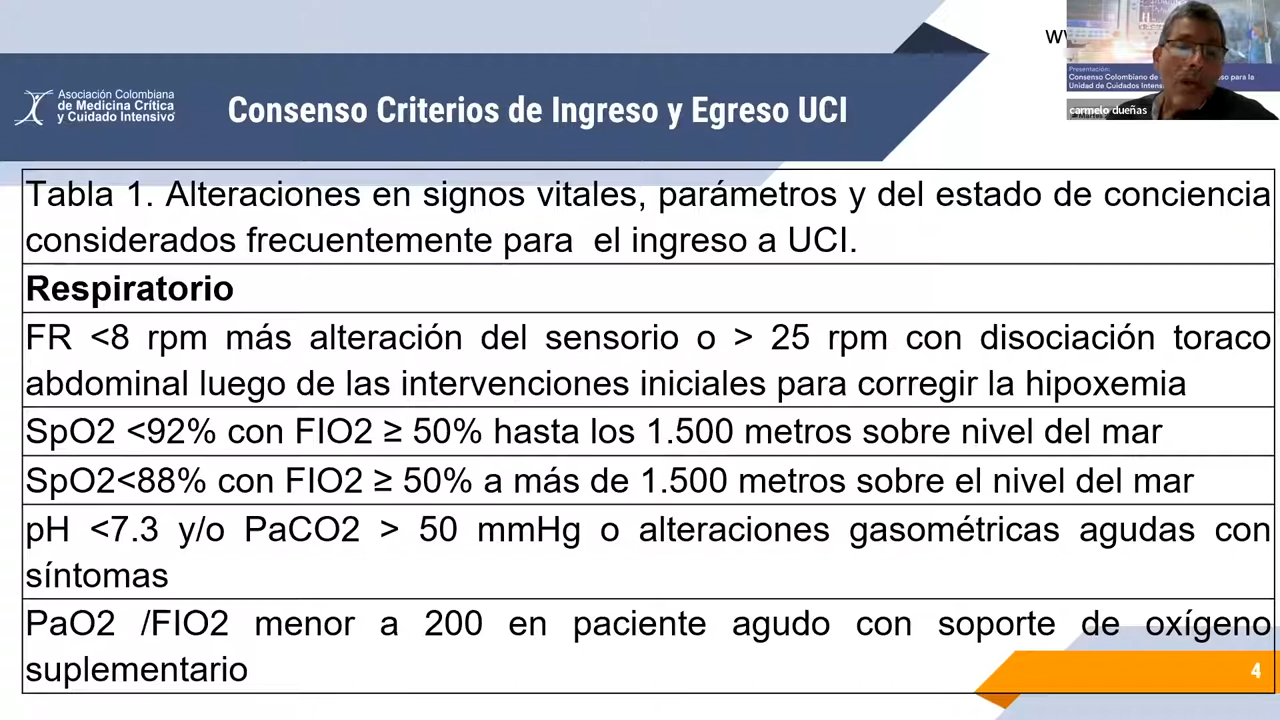 Asociación Colombiana
de Medicina Crítica
y Cuidado Intensivo
Consenso Criterios de Ingreso y Egreso UCI
Presentación:
Consenso Colombiano de
para la
Unidad de Cuidados
carmelo dueñas
Tabla 1. Alteraciones en signos vitales, parámetros y del estado de conciencia
considerados frecuentemente para el ingreso a UCI.
Respiratorio
FR <8 rpm más alteración del sensorio o > 25 rpm con disociación toraco
abdominal luego de las intervenciones iniciales para corregir la hipoxemia
SpO2 <92% con FIO2 ≥ 50% hasta los 1.500 metros sobre nivel del mar
SpO2<88% con FIO2 ≥ 50% a más de 1.500 metros sobre el nivel del mar
pH <7.3 y/o PaCO2 > 50 mmHg o alteraciones gasométricas agudas con
síntomas
PaO2 /FIO2 menor a 200 en paciente agudo con soporte de oxígeno
suplementario
4